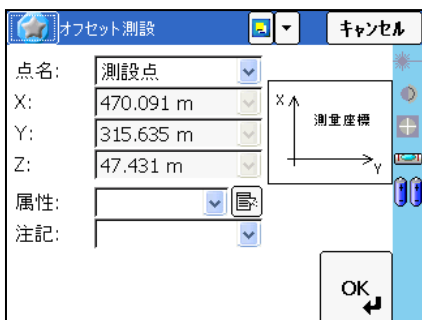 オフセット測設 キャンセル
点名: 測設点
X: 470.091 m
Y: 315.635 m
Z: 47.431 m
属性:
注記:
X
測量座標
Y
OK